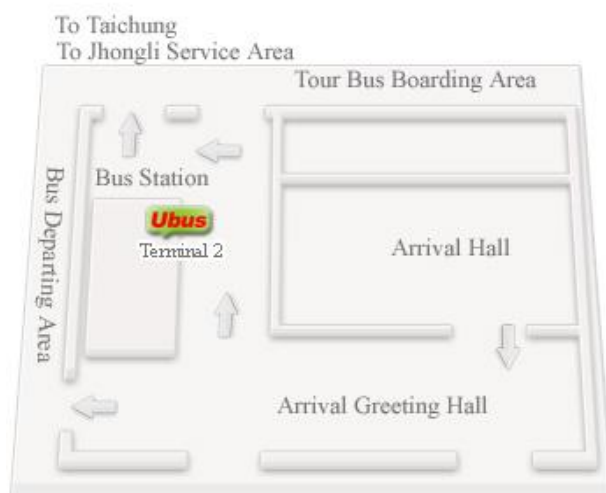 To Taichung
To Jhongli Service Area
Tour Bus Boarding Area
Bus Station
Bus Departing Area
Ubus
Terminal 2
Arrival Hall
Arrival Greeting Hall